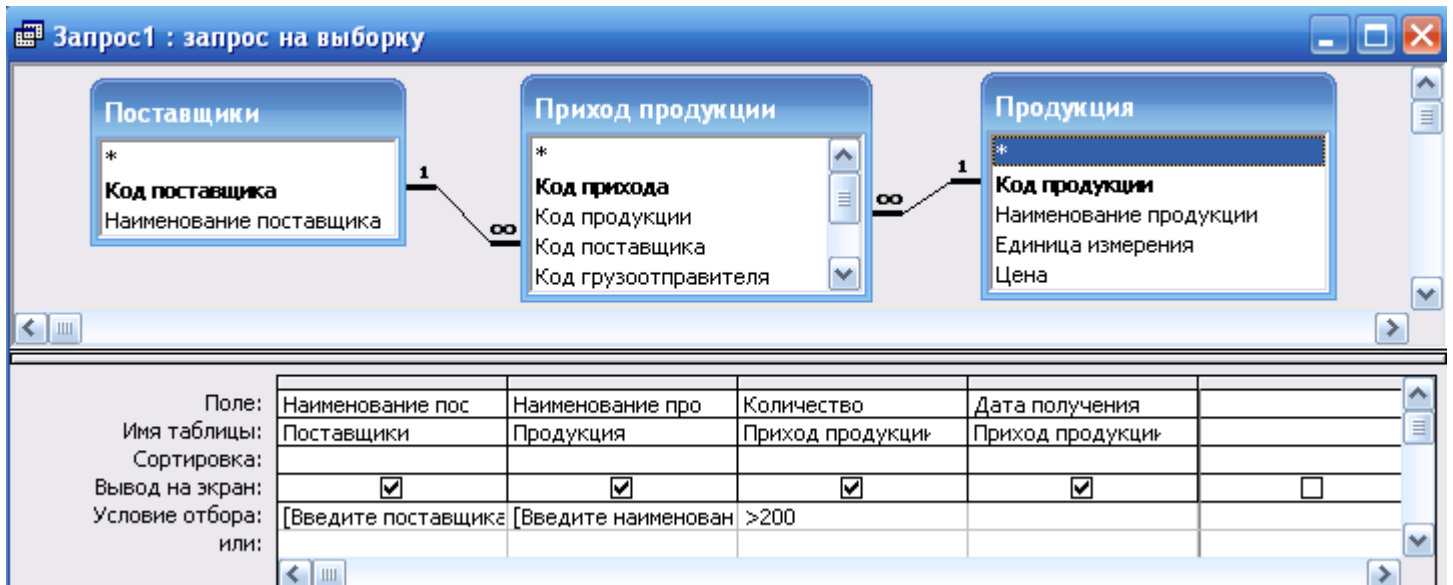 Запрос1 : запрос на выборку
Поставщики
*
Код поставщика
Наименование поставщика
1
∞
Приход продукции
*
Код прихода
Код продукции
Код поставщика
Код грузоотправителя
∞
1
Продукция
*
Код продукции
Наименование продукции
Единица измерения
Цена
Поле: Наименование пос Наименование про Количество Дата получения
Имя таблицы: Поставщики Продукция Приход продукции Приход продукции
Сортировка:
Вывод на экран:
Условие отбора: [Введите поставщика [Введите наименован >200
или: